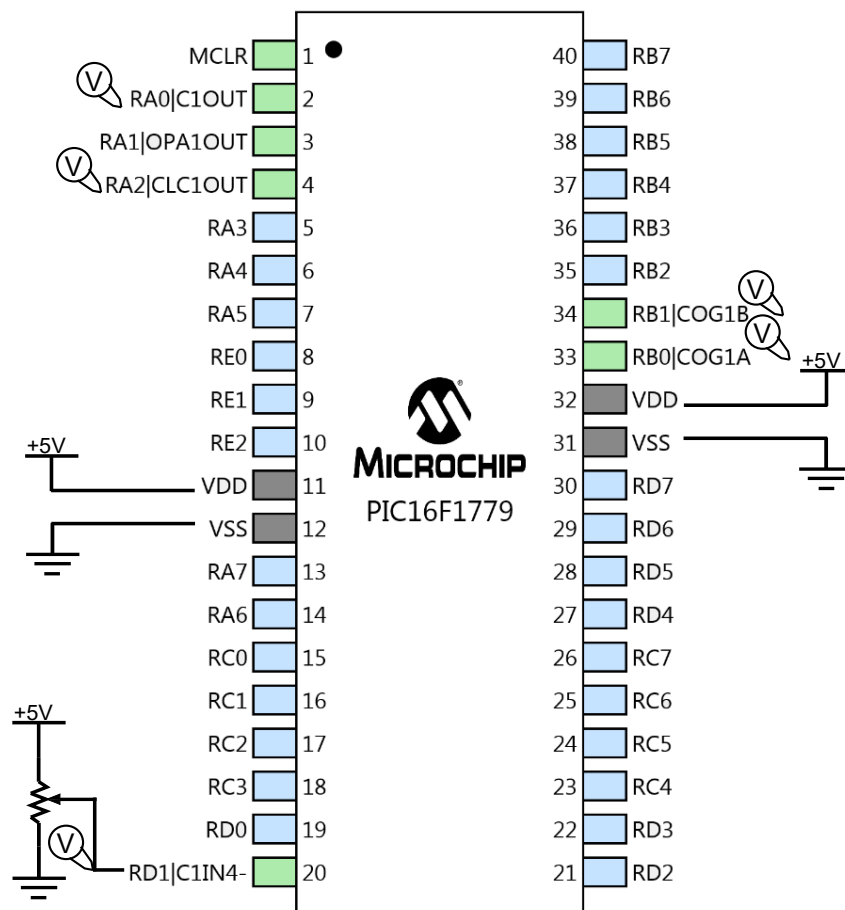 MCLR 1 40 RB7
V RA0|C1OUT 2 39 RB6
RA1|OPA1OUT 3 38 RB5
V RA2|CLC1OUT 4 37 RB4
RA3 5 36 RB3
RA4 6 35 RB2
RA5 7 34 RB1|COG1B V
RE0 8 33 RB0|COG1A V
+5V
RE1 9 32 VDD
RE2 10 31 VSS
+5V
MICROCHIP
VDD 11 30 RD7
PIC16F1779
VSS 12 29 RD6
RA7 13 28 RD5
RA6 14 27 RD4
RC0 15 26 RC7
RC1 16 25 RC6
+5V
RC2 17 24 RC5
RC3 18 23 RC4
RD0 19 22 RD3
V RD1|C1IN4- 20 21 RD2